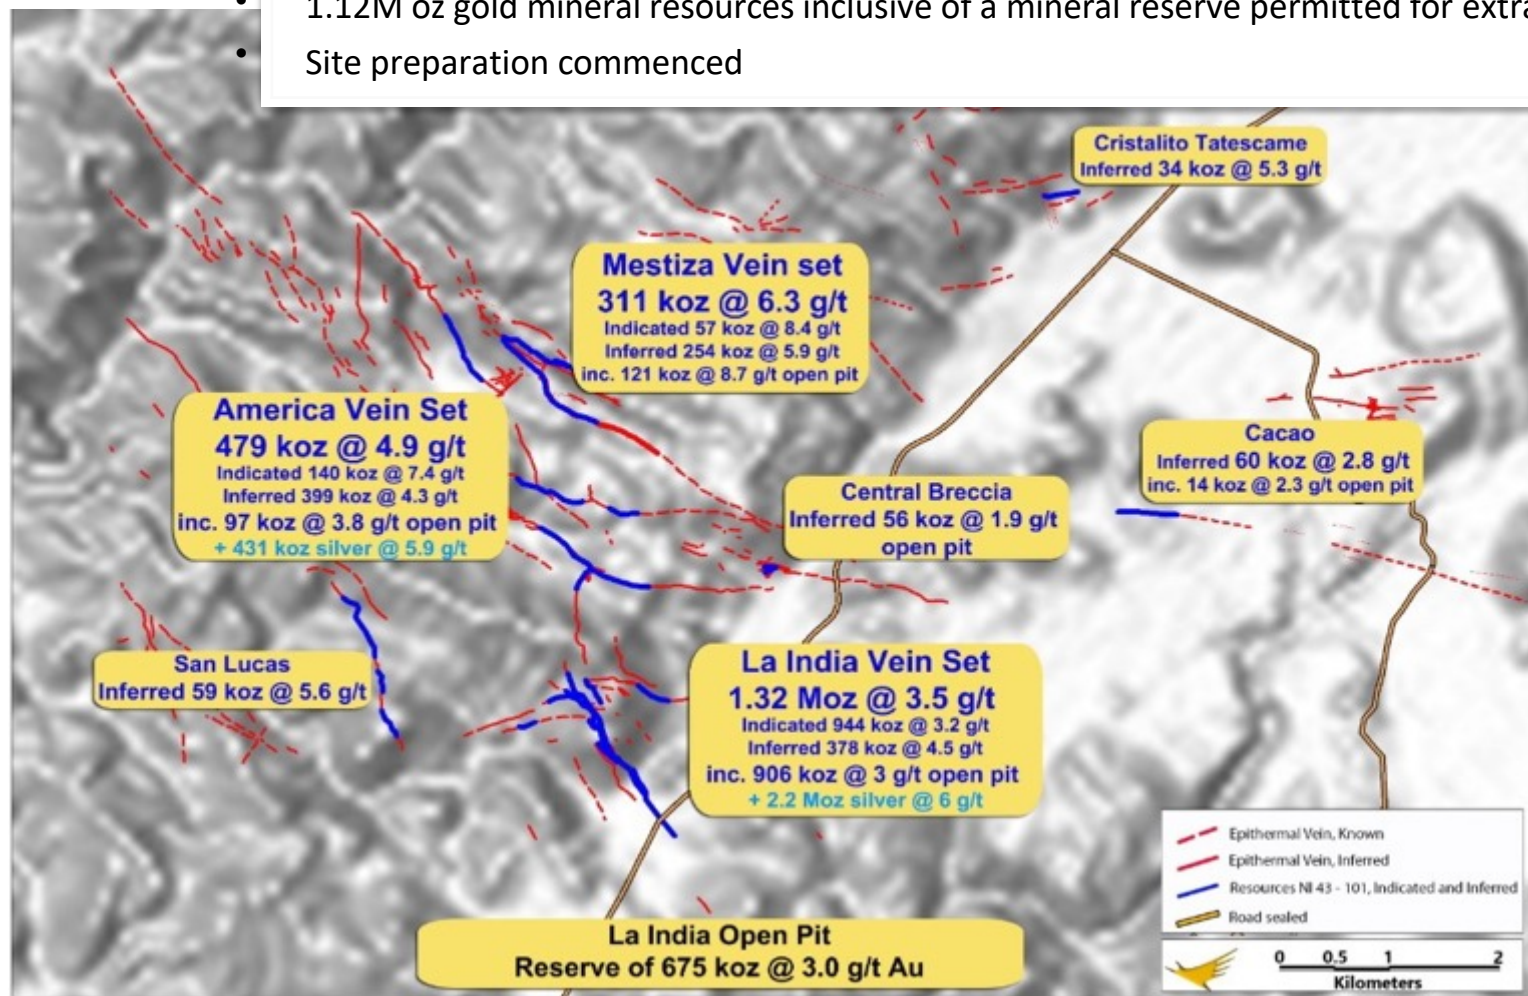 • 1.12M oz gold mineral resources inclusive of a mineral reserve permitted for
• Site preparation commenced
Cristalito Tatescame
Inferred 34 koz @ 5.3 g/t
Mestiza Vein set
311 koz @ 6.3 g/t
Indicated 57 koz @ 8.4 g/t
Inferred 254 koz @ 5.9 g/t
inc. 121 koz @ 8.7 g/t open pit
America Vein Set
479 koz @ 4.9 g/t
Indicated 140 koz @ 7.4 g/t
Inferred 399 koz @ 4.3 g/t
inc. 97 koz @ 3.8 g/t open pit
+ 431 koz silver @ 5.9 g/t
Cacao
Inferred 60 koz @ 2.8 g/t
inc. 14 koz @ 2.3 g/t open pit
Central Breccia
Inferred 56 koz @ 1.9 g/t
open pit
San Lucas
Inferred 59 koz @ 5.6 g/t
La India Vein Set
1.32 Moz @ 3.5 g/t
Indicated 944 koz @ 3.2 g/t
Inferred 378 koz @ 4.5 g/t
inc. 906 koz @ 3 g/t open pit
+ 2.2 Moz silver @ 6 g/t
Epithermal Vein, Known
Epithermal Vein, Inferred
Resources NI 43 - 101, Indicated and Inferred
Road sealed
La India Open Pit
Reserve of 675 koz @ 3.0 g/t Au
0 0.5 1 2
Kilometers